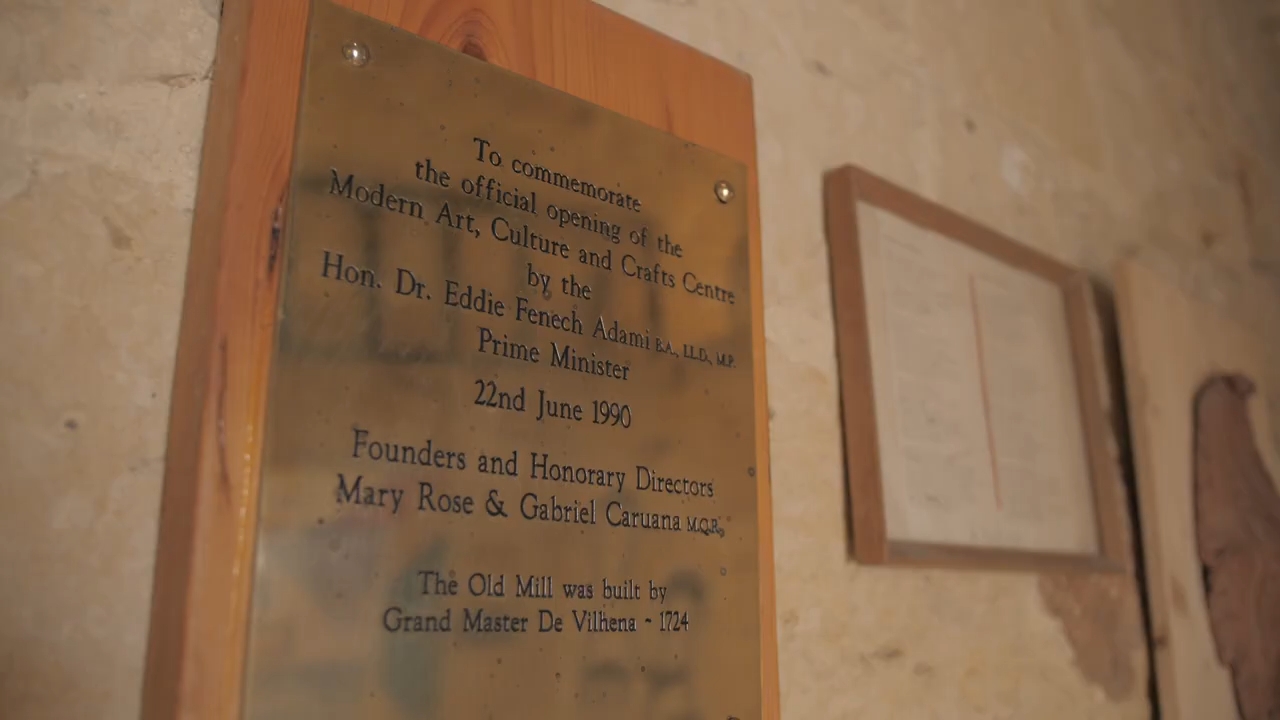 To commemorate
the official opening of the
Modern Art, Culture and Crafts Centre
by the
Hon. Dr. Eddie Fenech Adami B.A., LL.D., M.P.
Prime Minister
22nd June 1990
Founders and Honorary Directors
Mary Rose & Gabriel Caruana M.Q.R.,
The Old Mill was built by
Grand Master De Vilhena - 1724